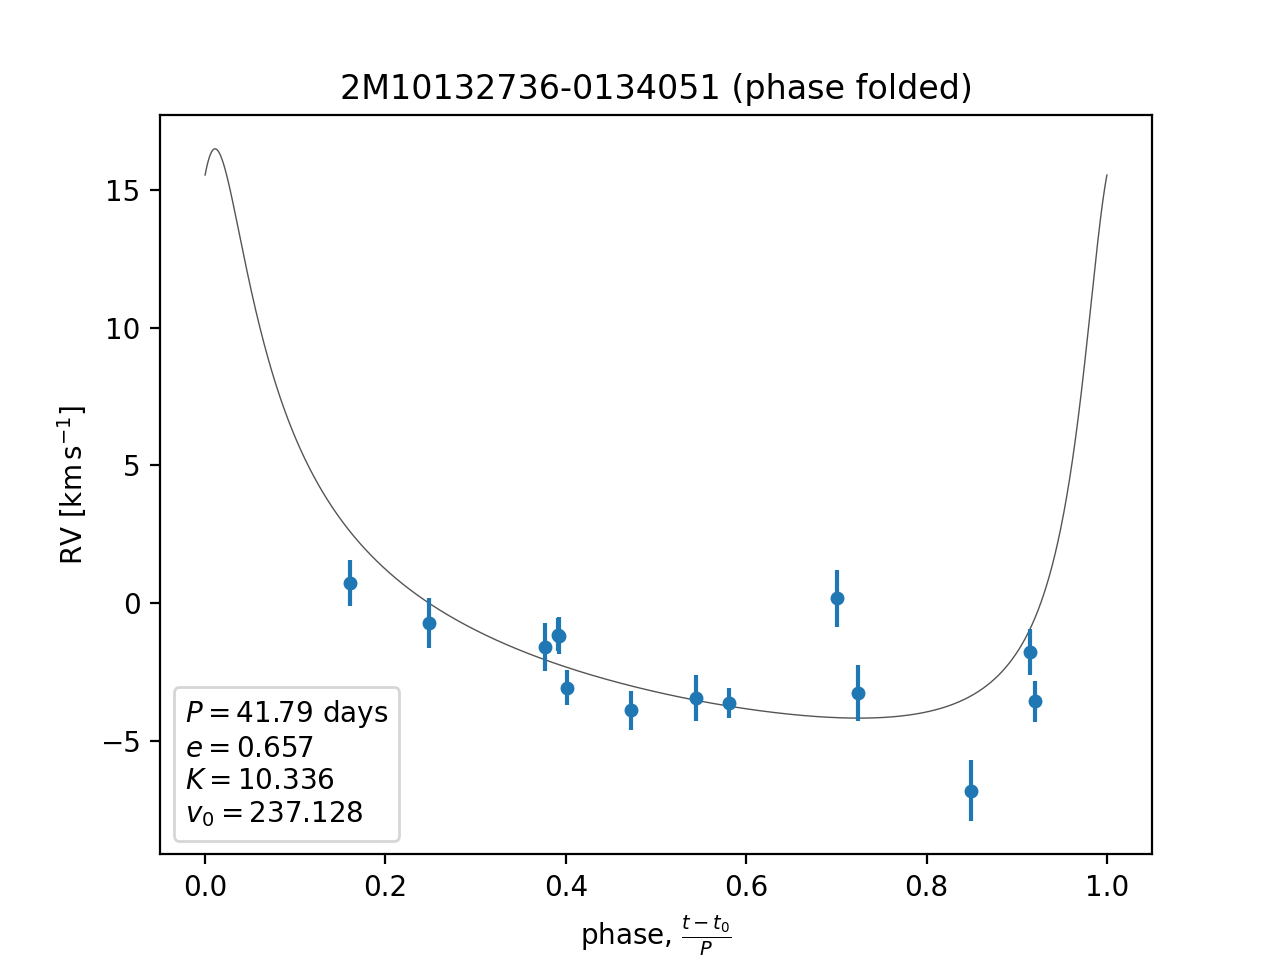 2M10132736-0134051 (phase folded)
15
10
5
0
−5
RV [km s⁻¹]
P = 41.79 days
e = 0.657
K = 10.336
v₀ = 237.128
0.0 0.2 0.4 0.6 0.8 1.0
phase, (t − t₀)/P